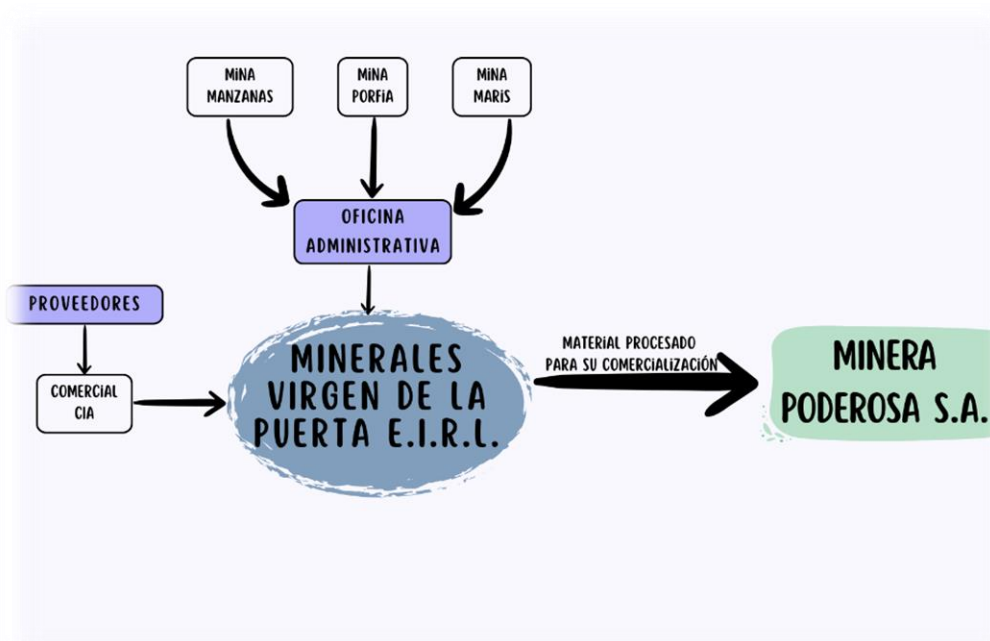 MINA
MANZANAS
MINA
PORFIA
MINA
MARIS
OFICINA
ADMINISTRATIVA
PROVEEDORES
COMERCIAL
CIA
MINERALES
VIRGEN DE LA
PUERTA E.I.R.L.
MATERIAL PROCESADO
PARA SU COMERCIALIZACIÓN
MINERA
PODEROSA S.A.